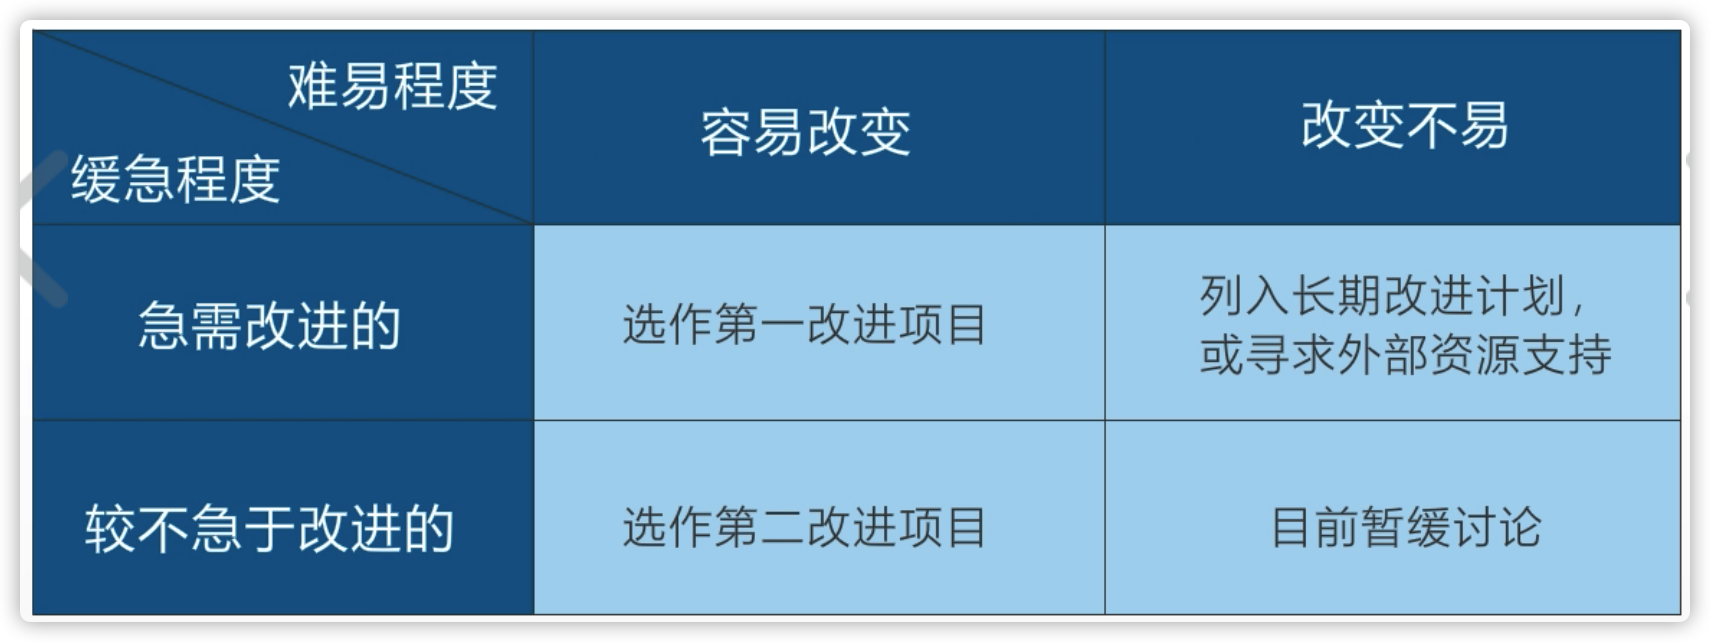 难易程度
缓急程度
容易改变
改变不易
急需改进的
选作第一改进项目
列入长期改进计划，
或寻求外部资源支持
较不急于改进的
选作第二改进项目
目前暂缓讨论